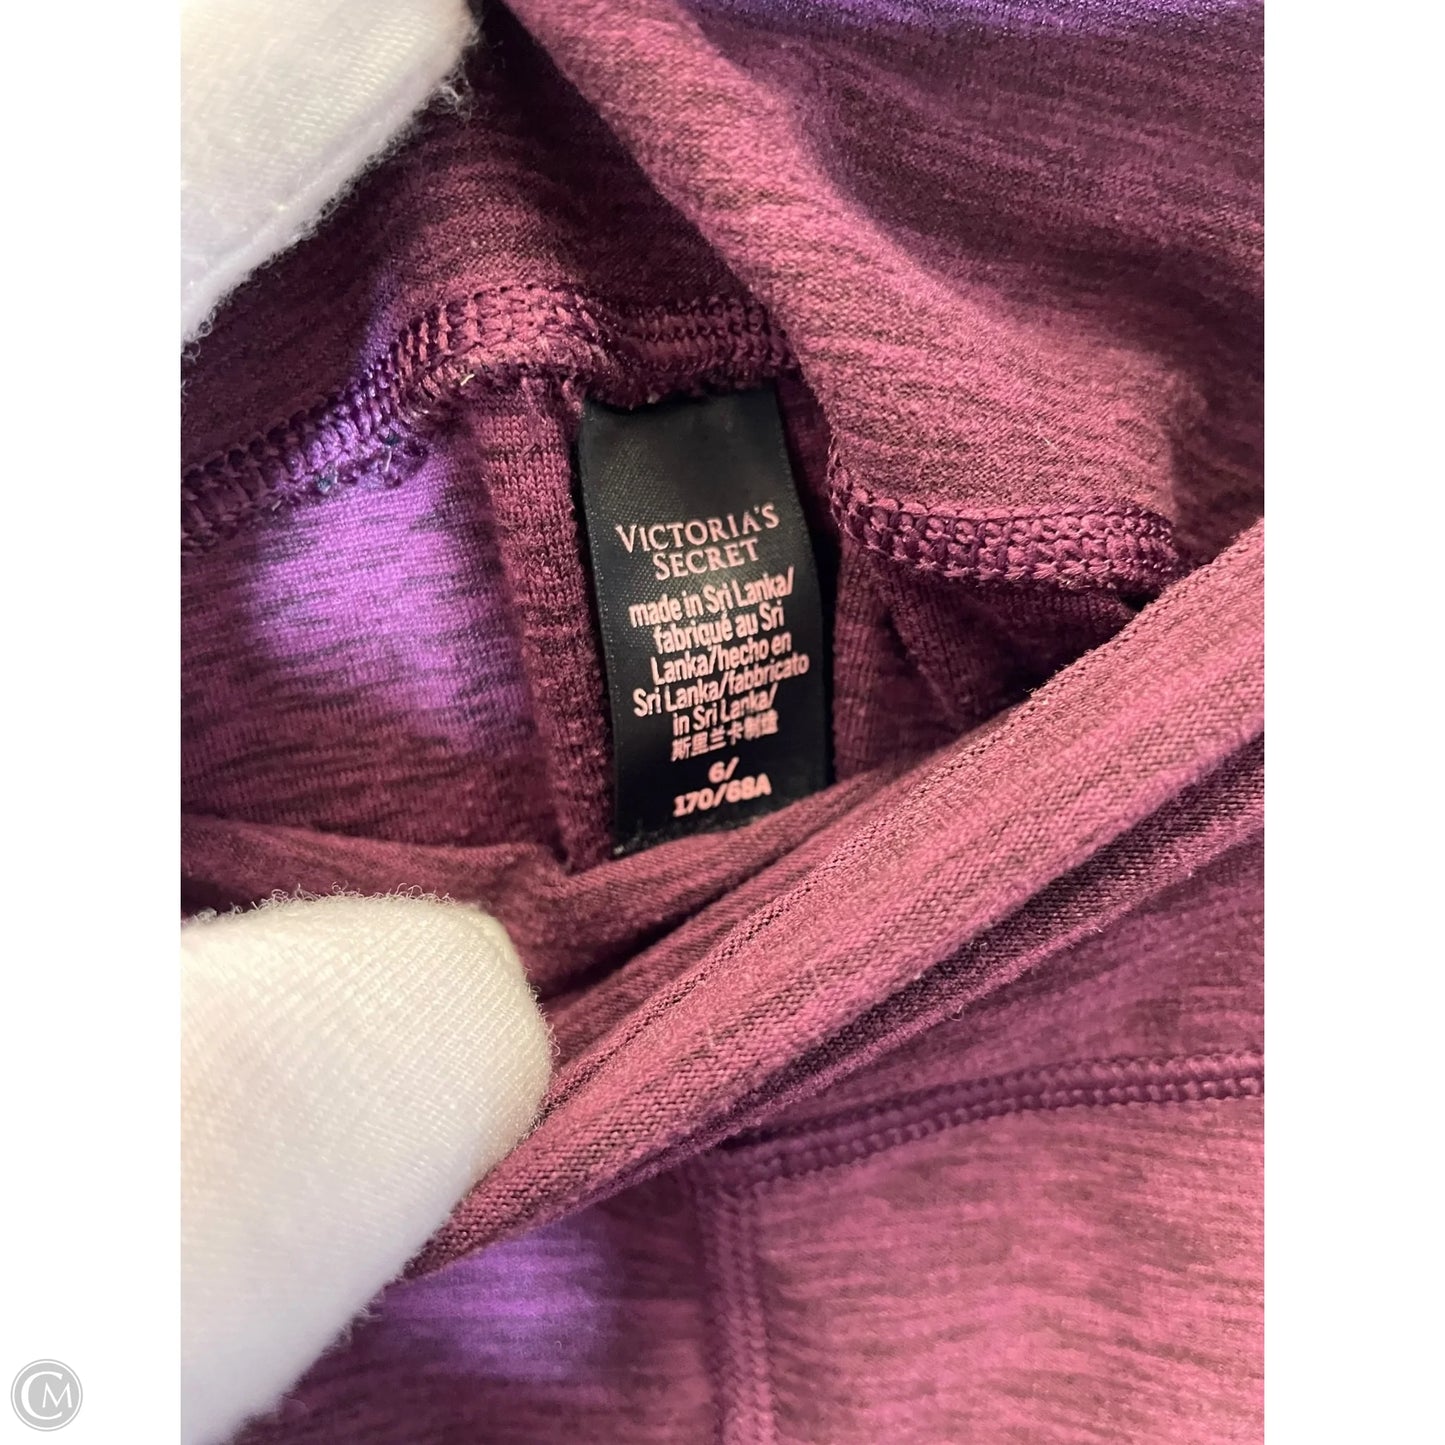 VICTORIA'S
SECRET
made in Sri Lanka/
fabriqué au Sri
Lanka/hecho en
Sri Lanka/fabbricato
in Sri Lanka/
斯里兰卡制造
6/
170/68A
CM